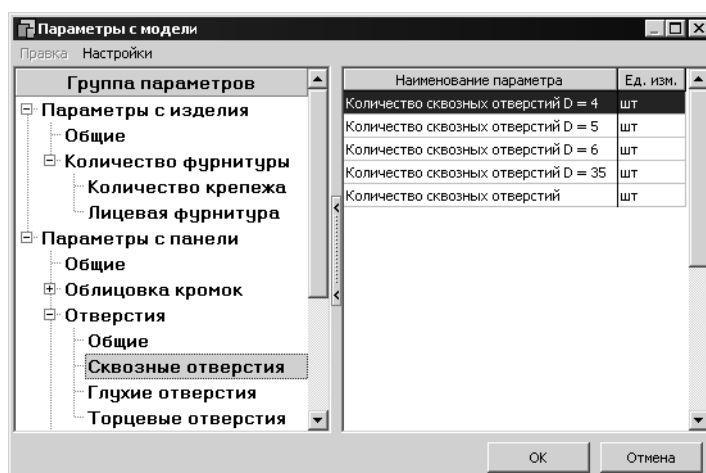 Параметры с модели
Правка Настройки
Группа параметров
Параметры с изделия
Общие
Количество фурнитуры
Количество крепежа
Лицевая фурнитура
Параметры с панели
Общие
Облицовка кромок
Отверстия
Общие
Сквозные отверстия
Глухие отверстия
Торцевые отверстия
Наименование параметра Ед. изм.
Количество сквозных отверстий D = 4 шт
Количество сквозных отверстий D = 5 шт
Количество сквозных отверстий D = 6 шт
Количество сквозных отверстий D = 35 шт
Количество сквозных отверстий шт
OK Отмена